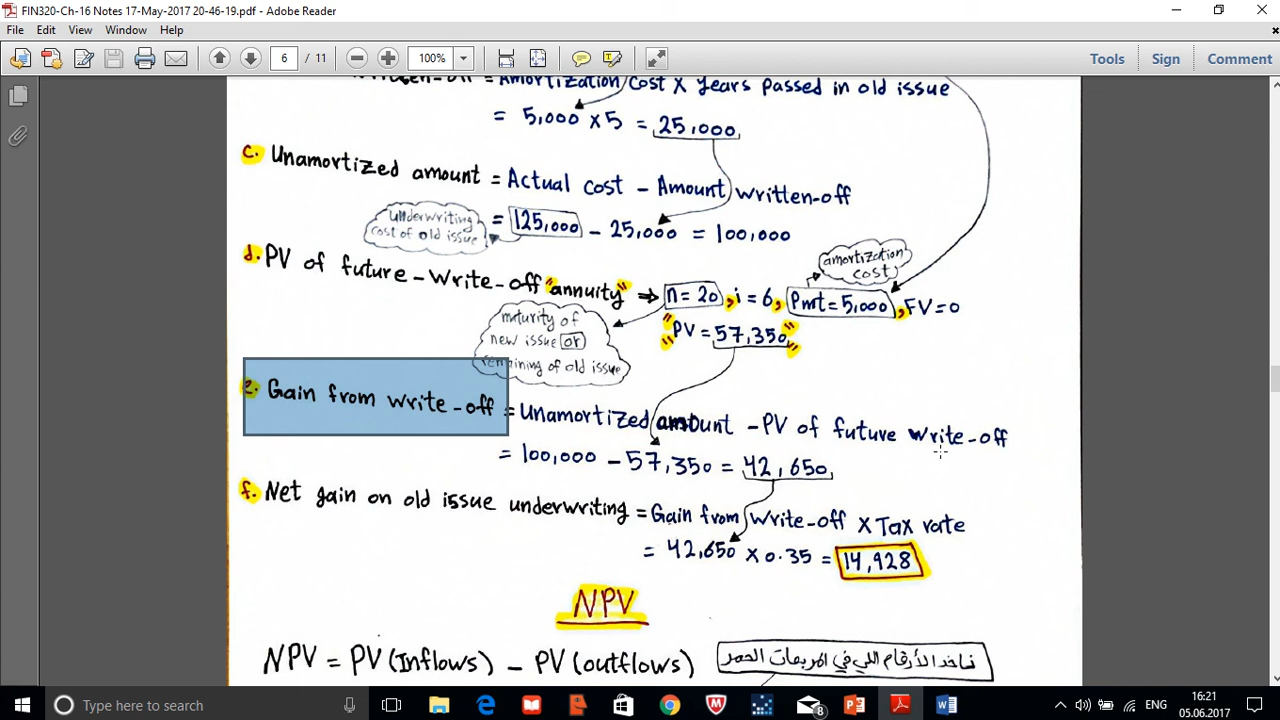 FIN320-Ch-16 Notes 17-May-2017 20-46-19.pdf - Adobe Reader
File Edit View Window Help
6 / 11 100% Tools Sign Comment
written-off = Amortization Cost X years passed in old issue
= 5,000 x 5 = 25,000
c. Unamortized amount = Actual cost - Amount written-off
underwriting cost of old issue = 125,000 - 25,000 = 100,000
amortization cost
d. PV of future-write-off "annuity" ⇒ n=20, i=6, Pmt=5,000, FV=0
"PV=57,350"
maturity of
new issue or
remaining of old issue
e. Gain from write-off = Unamortized amount - PV of future write-off
= 100,000 - 57,350 = 42,650
f. Net gain on old issue underwriting = Gain from write-off x Tax rate
= 42,650 x 0.35 = 14,928
NPV
NPV = PV(Inflows) - PV(outflows)
ناخد الأرقام اللي في المربعات الحمر
Type here to search
8
ENG
16:21
05.06.2017